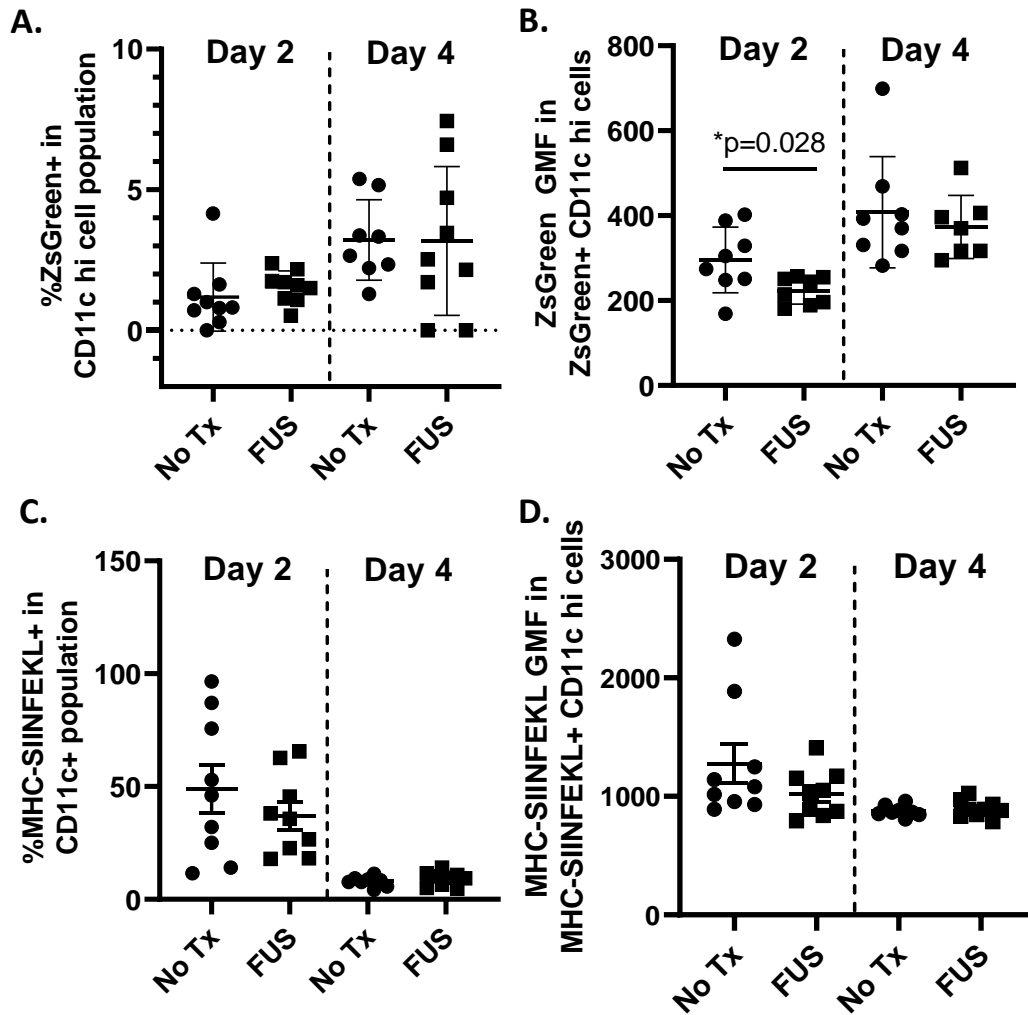 A.
%ZsGreen+ in
CD11c hi cell population
10
5
0
Day 2
Day 4
No Tx
FUS
No Tx
FUS
B.
ZsGreen GMF in
ZsGreen+ CD11c hi cells
800
600
400
200
0
Day 2
Day 4
*p=0.028
No Tx
FUS
No Tx
FUS
C.
%MHC-SIINFEKL+ in
CD11c+ population
150
100
50
0
Day 2
Day 4
No Tx
FUS
No Tx
FUS
D.
MHC-SIINFEKL GMF in
MHC-SIINFEKL+ CD11c hi cells
3000
2000
1000
0
Day 2
Day 4
No Tx
FUS
No Tx
FUS